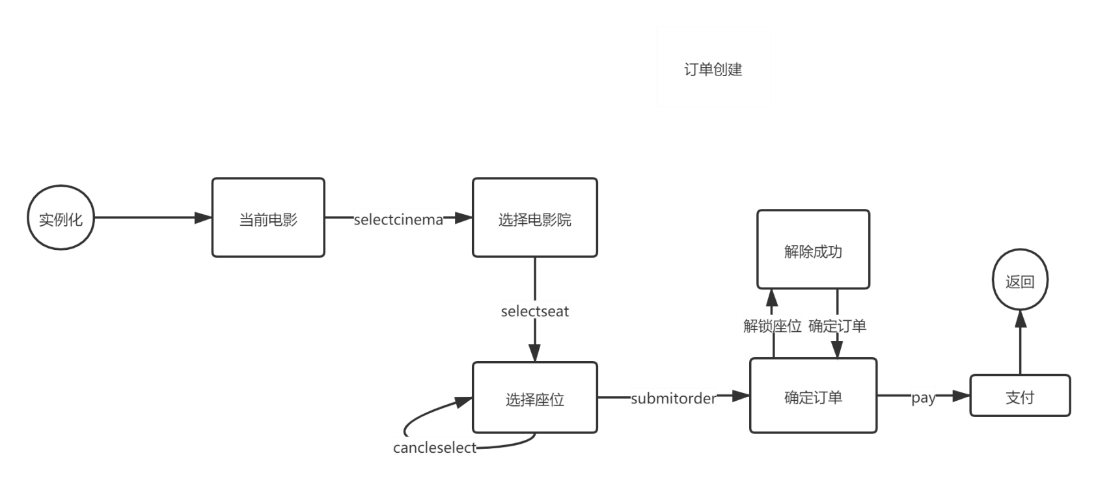 订单创建
实例化
当前电影
selectcinema
选择电影院
解除成功
返回
selectseat
解锁座位
确定订单
选择座位
submitorder
确定订单
pay
支付
cancleselect